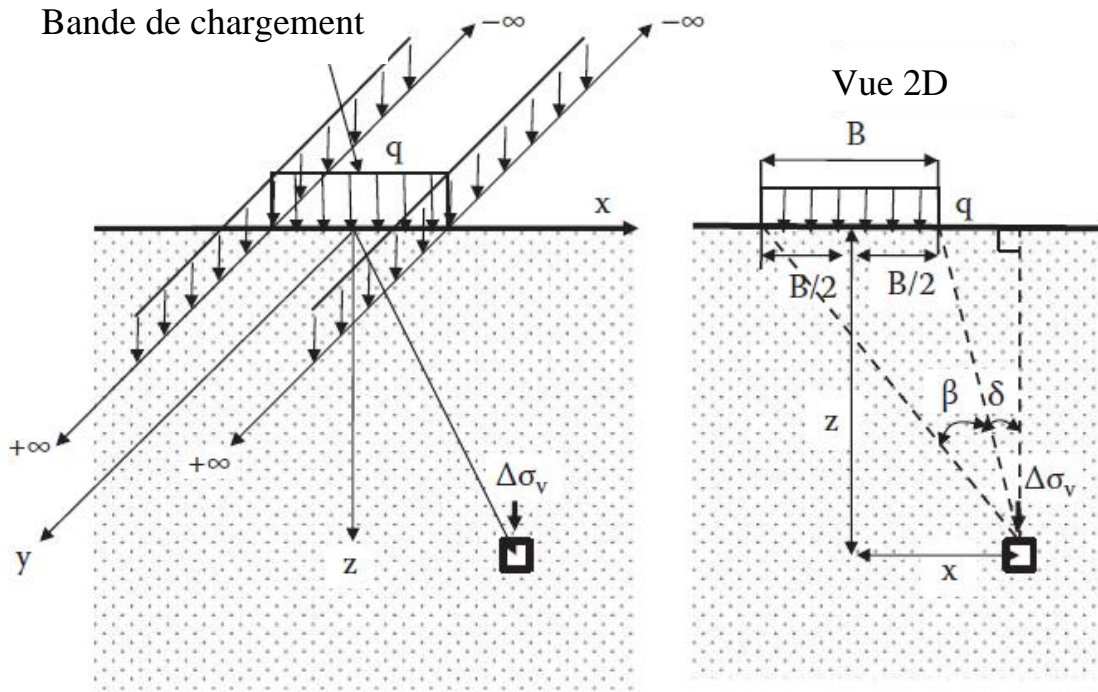 Bande de chargement
−∞
−∞
q
x
+∞
+∞
y
z
Δσv
Vue 2D
B
q
B/2
B/2
β
δ
z
Δσv
x